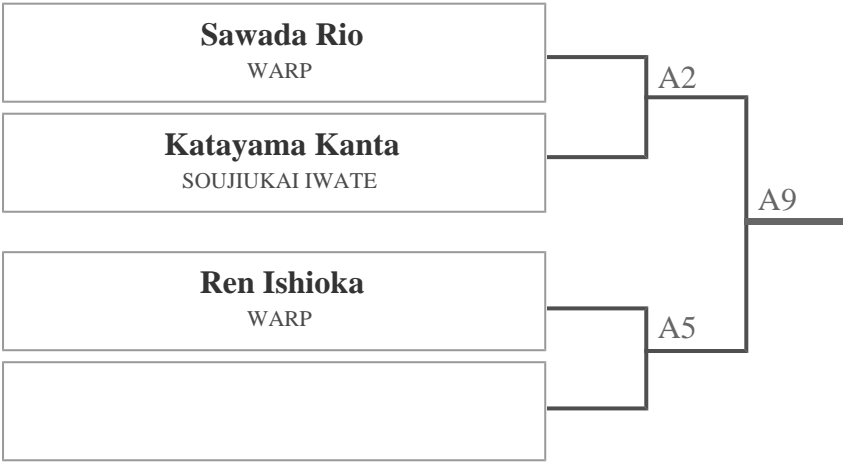 Sawada Rio
WARP
A2
Katayama Kanta
SOUJIUKAI IWATE
A9
Ren Ishioka
WARP
A5